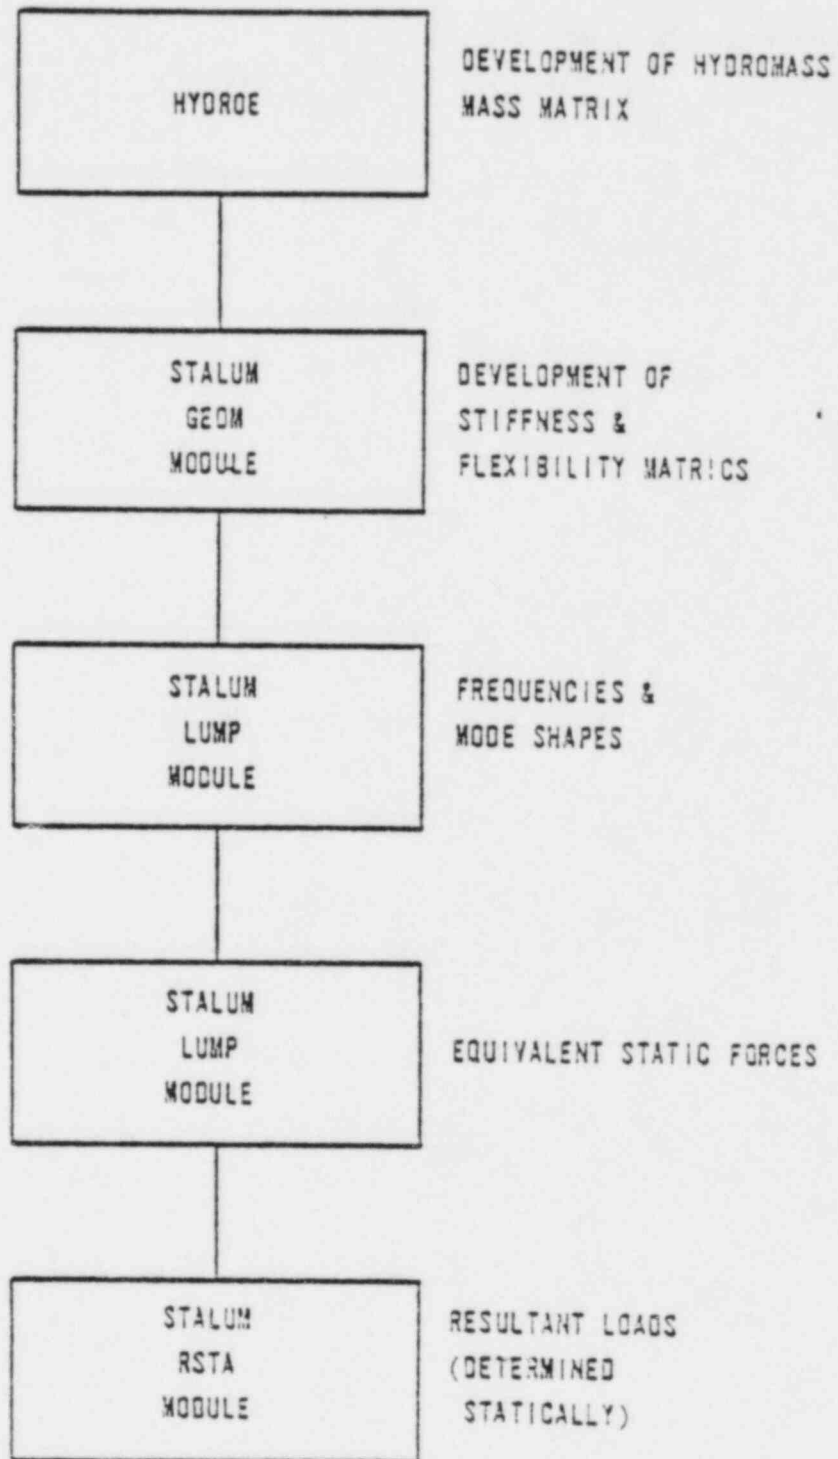 HYDROE
DEVELOPMENT OF HYDROMASS
MASS MATRIX
STALUM
GEOM
MODULE
DEVELOPMENT OF
STIFFNESS &
FLEXIBILITY MATRICS
STALUM
LUMP
MODULE
FREQUENCIES &
MODE SHAPES
STALUM
LUMP
MODULE
EQUIVALENT STATIC FORCES
STALUM
RSTA
MODULE
RESULTANT LOADS
(DETERMINED
STATICALLY)